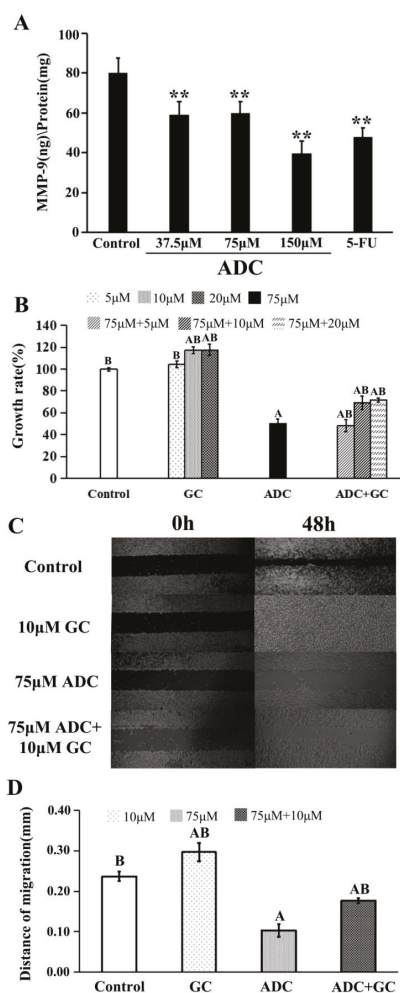 A
MMP-9(ng)\Protein(mg)
100
80
60
40
20
0
** ** ** **
Control 37.5μM 75μM 150μM 5-FU
ADC
B
5μM 10μM 20μM 75μM
75μM+5μM 75μM+10μM 75μM+20μM
Growth rate(%)
140
120
100
80
60
40
20
0
B B AB AB A AB AB AB
Control GC ADC ADC+GC
C
0h 48h
Control
10μM GC
75μM ADC
75μM ADC+
10μM GC
D
10μM 75μM 75μM+10μM
Distance of migration(mm)
0.40
0.30
0.20
0.10
0.00
B AB A AB
Control GC ADC ADC+GC